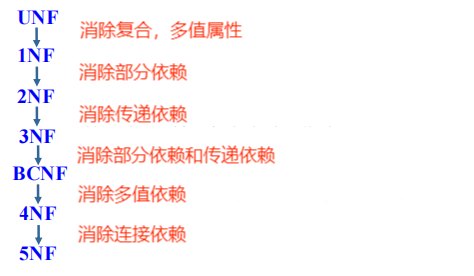 UNF
消除复合，多值属性
1NF
消除部分依赖
2NF
消除传递依赖
3NF
消除部分依赖和传递依赖
BCNF
消除多值依赖
4NF
消除连接依赖
5NF